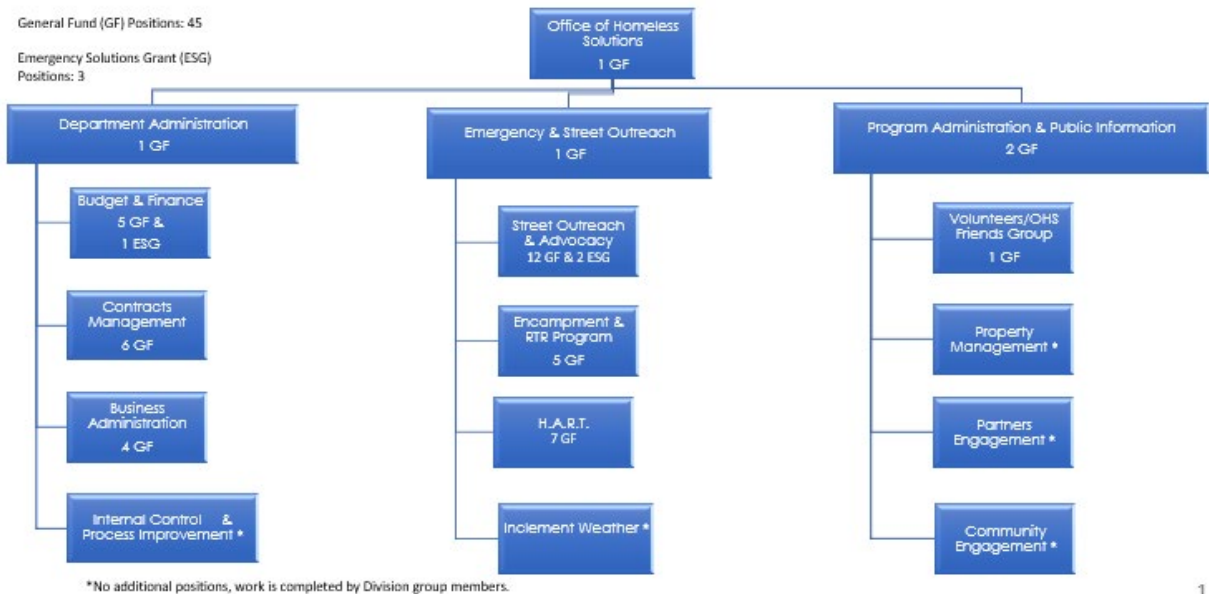 General Fund (GF) Positions: 45
Emergency Solutions Grant (ESG)
Positions: 3
Office of Homeless
Solutions
1 GF
Department Administration
1 GF
Budget & Finance
5 GF &
1 ESG
Contracts
Management
6 GF
Business
Administration
4 GF
Internal Control &
Process Improvement *
Emergency & Street Outreach
1 GF
Street Outreach
& Advocacy
12 GF & 2 ESG
Encampment &
RTR Program
5 GF
H.A.R.T.
7 GF
Inclement Weather *
Program Administration & Public Information
2 GF
Volunteers/OHS
Friends Group
1 GF
Property
Management *
Partners
Engagement *
Community
Engagement *
*No additional positions, work is completed by Division group members.
1